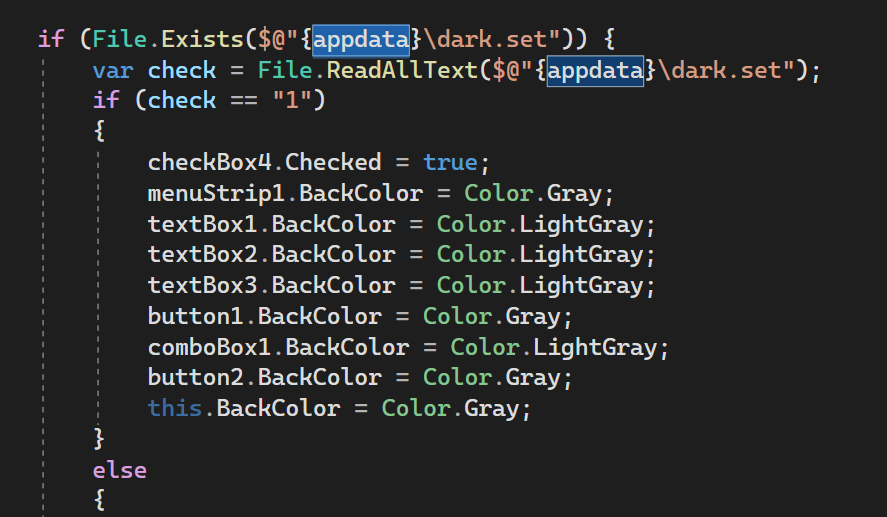 if (File.Exists($@"{appdata}\dark.set")) {
var check = File.ReadAllText($@"{appdata}\dark.set");
if (check == "1")
{
checkBox4.Checked = true;
menuStrip1.BackColor = Color.Gray;
textBox1.BackColor = Color.LightGray;
textBox2.BackColor = Color.LightGray;
textBox3.BackColor = Color.LightGray;
button1.BackColor = Color.Gray;
comboBox1.BackColor = Color.LightGray;
button2.BackColor = Color.Gray;
this.BackColor = Color.Gray;
}
else
{